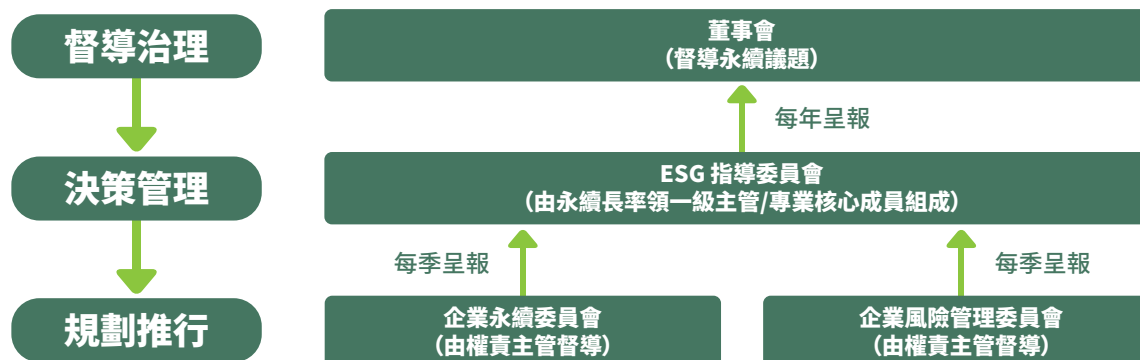 督導治理
董事會
（督導永續議題）
每年呈報
決策管理
ESG 指導委員會
（由永續長率領一級主管/專業核心成員組成）
每季呈報
每季呈報
規劃推行
企業永續委員會
（由權責主管督導）
企業風險管理委員會
（由權責主管督導）